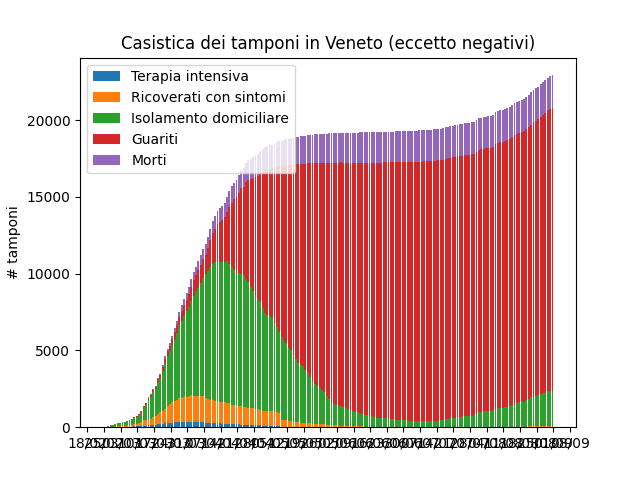 Casistica dei tamponi in Veneto (eccetto negativi)
Terapia intensiva
Ricoverati con sintomi
Isolamento domiciliare
Guariti
Morti
# tamponi
20000
15000
10000
5000
0